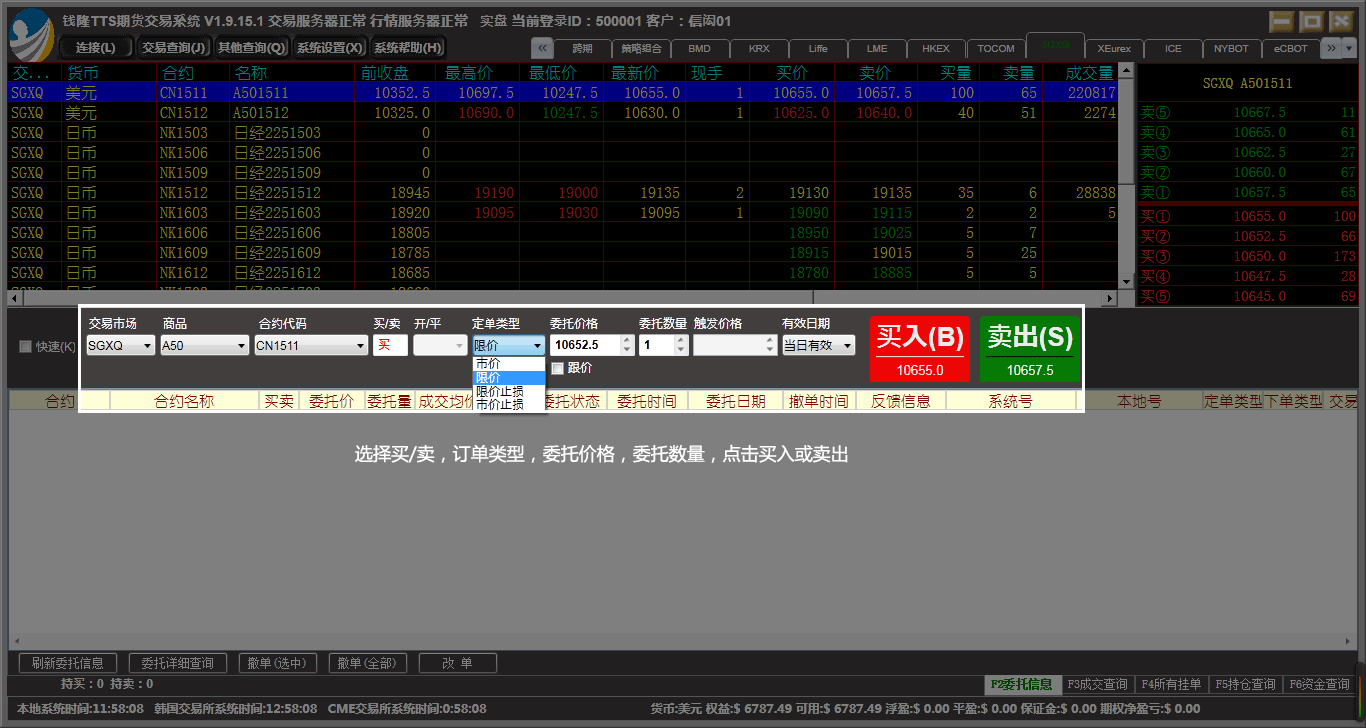 钱隆TTS期货交易系统 V1.9.15.1 交易服务器正常 行情服务器正常 实盘 当前登录ID：500001 客户：信闳01
连接(L) 交易查询(J) 其他查询(Q) 系统设置(X) 系统帮助(H)
跨期 策略组合 BMD KRX Liffe LME HKEX TOCOM SGXQ XEurex ICE NYBOT eCBOT
交... 货币 合约 名称 前收盘 最高价 最低价 最新价 现手 买价 卖价 买量 卖量 成交量
SGXQ 美元 CN1511 A501511 10352.5 10697.5 10247.5 10655.0 1 10655.0 10657.5 100 65 220817
SGXQ 美元 CN1512 A501512 10325.0 10690.0 10247.5 10630.0 1 10625.0 10640.0 40 51 2274
SGXQ 日币 NK1503 日经2251503 0
SGXQ 日币 NK1506 日经2251506 0
SGXQ 日币 NK1509 日经2251509 0
SGXQ 日币 NK1512 日经2251512 18945 19190 19000 19135 2 19130 19135 35 6 28838
SGXQ 日币 NK1603 日经2251603 18920 19095 19030 19095 1 19090 19115 2 2 5
SGXQ 日币 NK1606 日经2251606 18805 18950 19025 5 7
SGXQ 日币 NK1609 日经2251609 18785 18915 19015 5 25
SGXQ 日币 NK1612 日经2251612 18685 18780 18885 5 5
SGXQ A501511
卖⑤ 10667.5 11
卖④ 10665.0 61
卖③ 10662.5 27
卖② 10660.0 67
卖① 10657.5 65
买① 10655.0 100
买② 10652.5 66
买③ 10650.0 173
买④ 10647.5 28
买⑤ 10645.0 69
交易市场 商品 合约代码 买/卖 开/平 定单类型 委托价格 委托数量 触发价格 有效日期
快速(K) SGXQ A50 CN1511 买 限价 10652.5 1 当日有效
市价
限价
限价止损
市价止损
跟价
买入(B)
10655.0
卖出(S)
10657.5
合约 合约名称 买卖 委托价 委托量 成交均价 委托状态 委托时间 委托日期 撤单时间 反馈信息 系统号 本地号 定单类型 下单类型 交易
选择买/卖，订单类型，委托价格，委托数量，点击买入或卖出
刷新委托信息 委托详细查询 撤单(选中) 撤单(全部) 改 单
持买：0 持卖：0
F2委托信息 F3成交查询 F4所有挂单 F5持仓查询 F6资金查询
本地系统时间:11:58:08 韩国交易所系统时间:12:58:08 CME交易所系统时间:0:58:08 货币:美元 权益:$ 6787.49 可用:$ 6787.49 浮盈:$ 0.00 平盈:$ 0.00 保证金:$ 0.00 期权净盈亏:$ 0.00